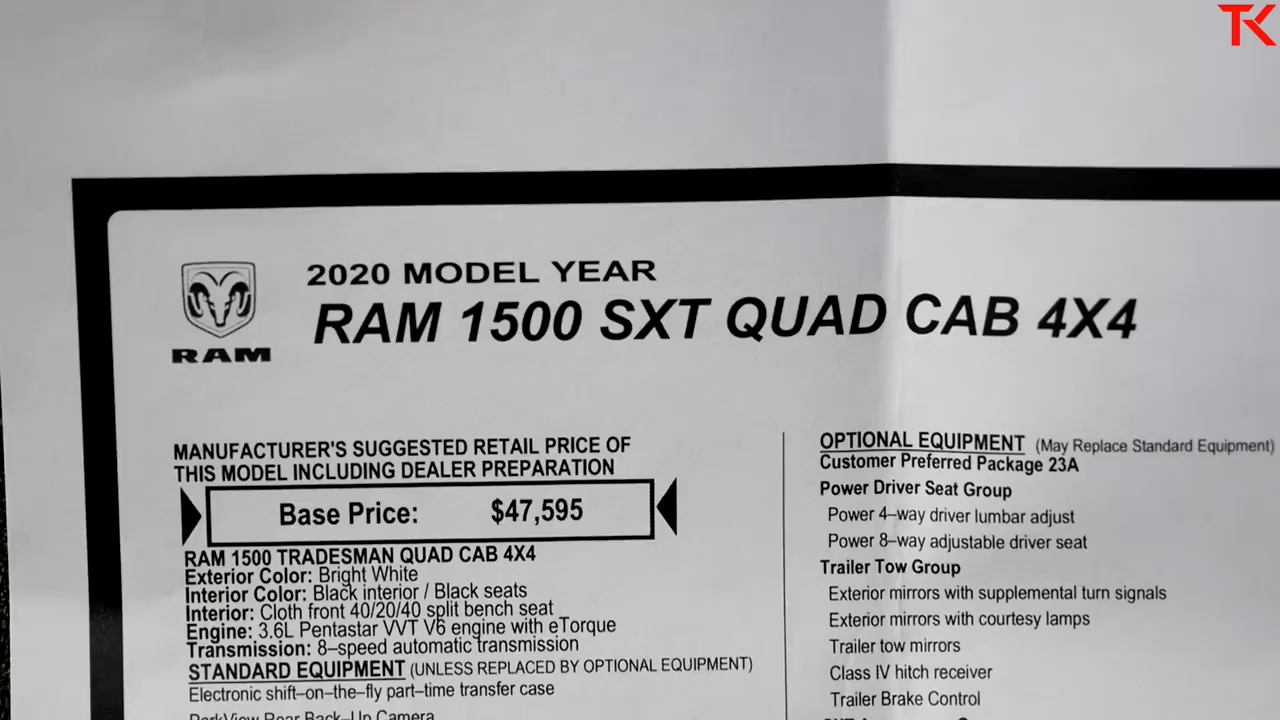 TK
2020 MODEL YEAR
RAM 1500 SXT QUAD CAB 4X4
RAM
MANUFACTURER'S SUGGESTED RETAIL PRICE OF
THIS MODEL INCLUDING DEALER PREPARATION
Base Price: $47,595
RAM 1500 TRADESMAN QUAD CAB 4X4
Exterior Color: Bright White
Interior Color: Black interior / Black seats
Interior: Cloth front 40/20/40 split bench seat
Engine: 3.6L Pentastar VVT V6 engine with eTorque
Transmission: 8–speed automatic transmission
STANDARD EQUIPMENT (UNLESS REPLACED BY OPTIONAL EQUIPMENT)
Electronic shift–on–the–fly part–time transfer case
ParkView Rear Back–Up Camera
OPTIONAL EQUIPMENT (May Replace Standard Equipment)
Customer Preferred Package 23A
Power Driver Seat Group
Power 4–way driver lumbar adjust
Power 8–way adjustable driver seat
Trailer Tow Group
Exterior mirrors with supplemental turn signals
Exterior mirrors with courtesy lamps
Trailer tow mirrors
Class IV hitch receiver
Trailer Brake Control